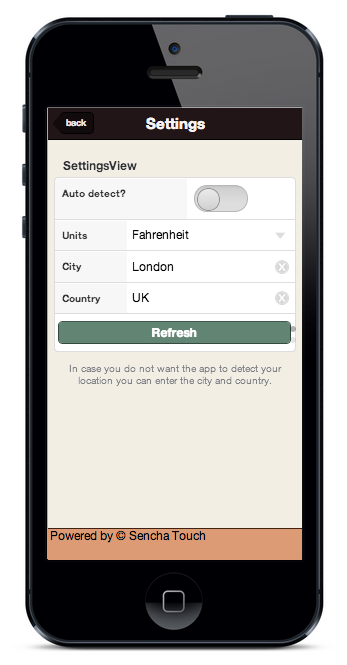 back
Settings
SettingsView
Auto detect?
Units Fahrenheit
City London
Country UK
Refresh
In case you do not want the app to detect your
location you can enter the city and country.
Powered by © Sencha Touch